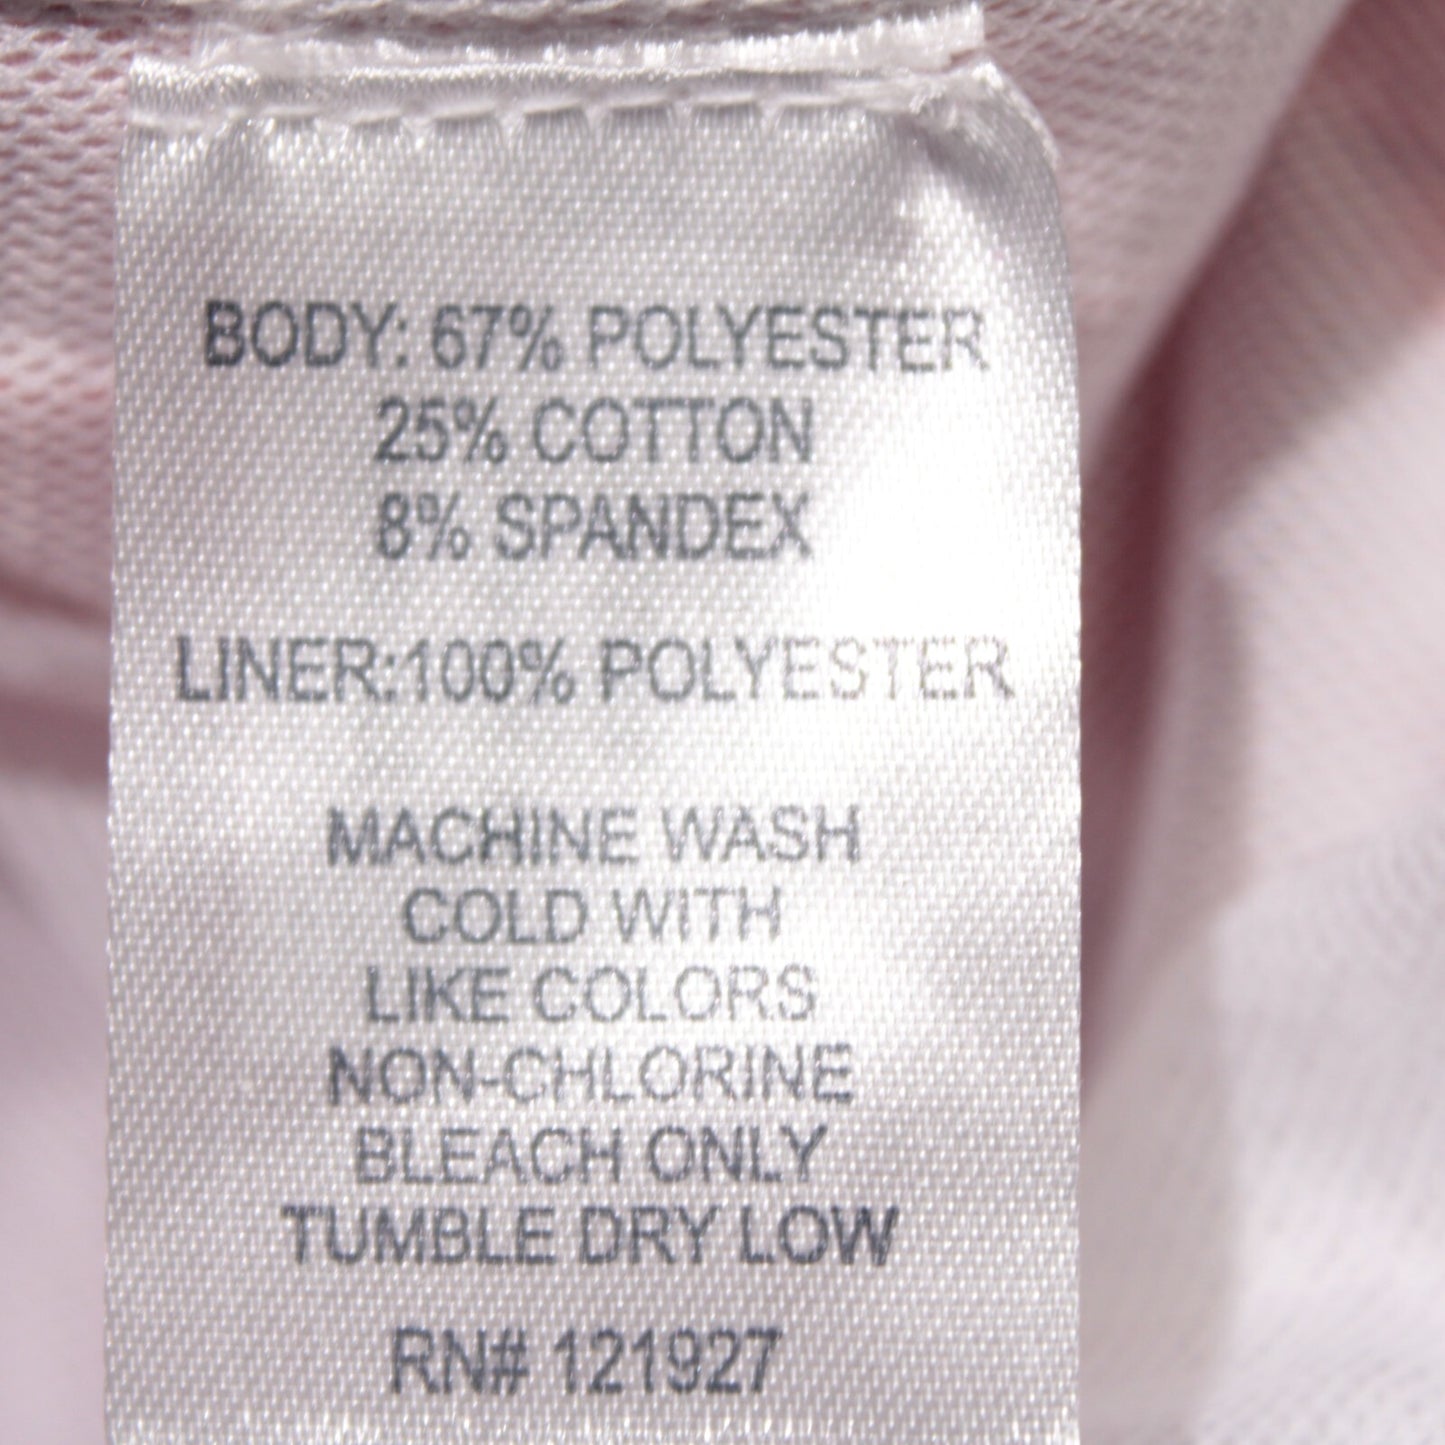 BODY: 67% POLYESTER
25% COTTON
8% SPANDEX
LINER:100% POLYESTER
MACHINE WASH
COLD WITH
LIKE COLORS
NON-CHLORINE
BLEACH ONLY
TUMBLE DRY LOW
RN# 121927